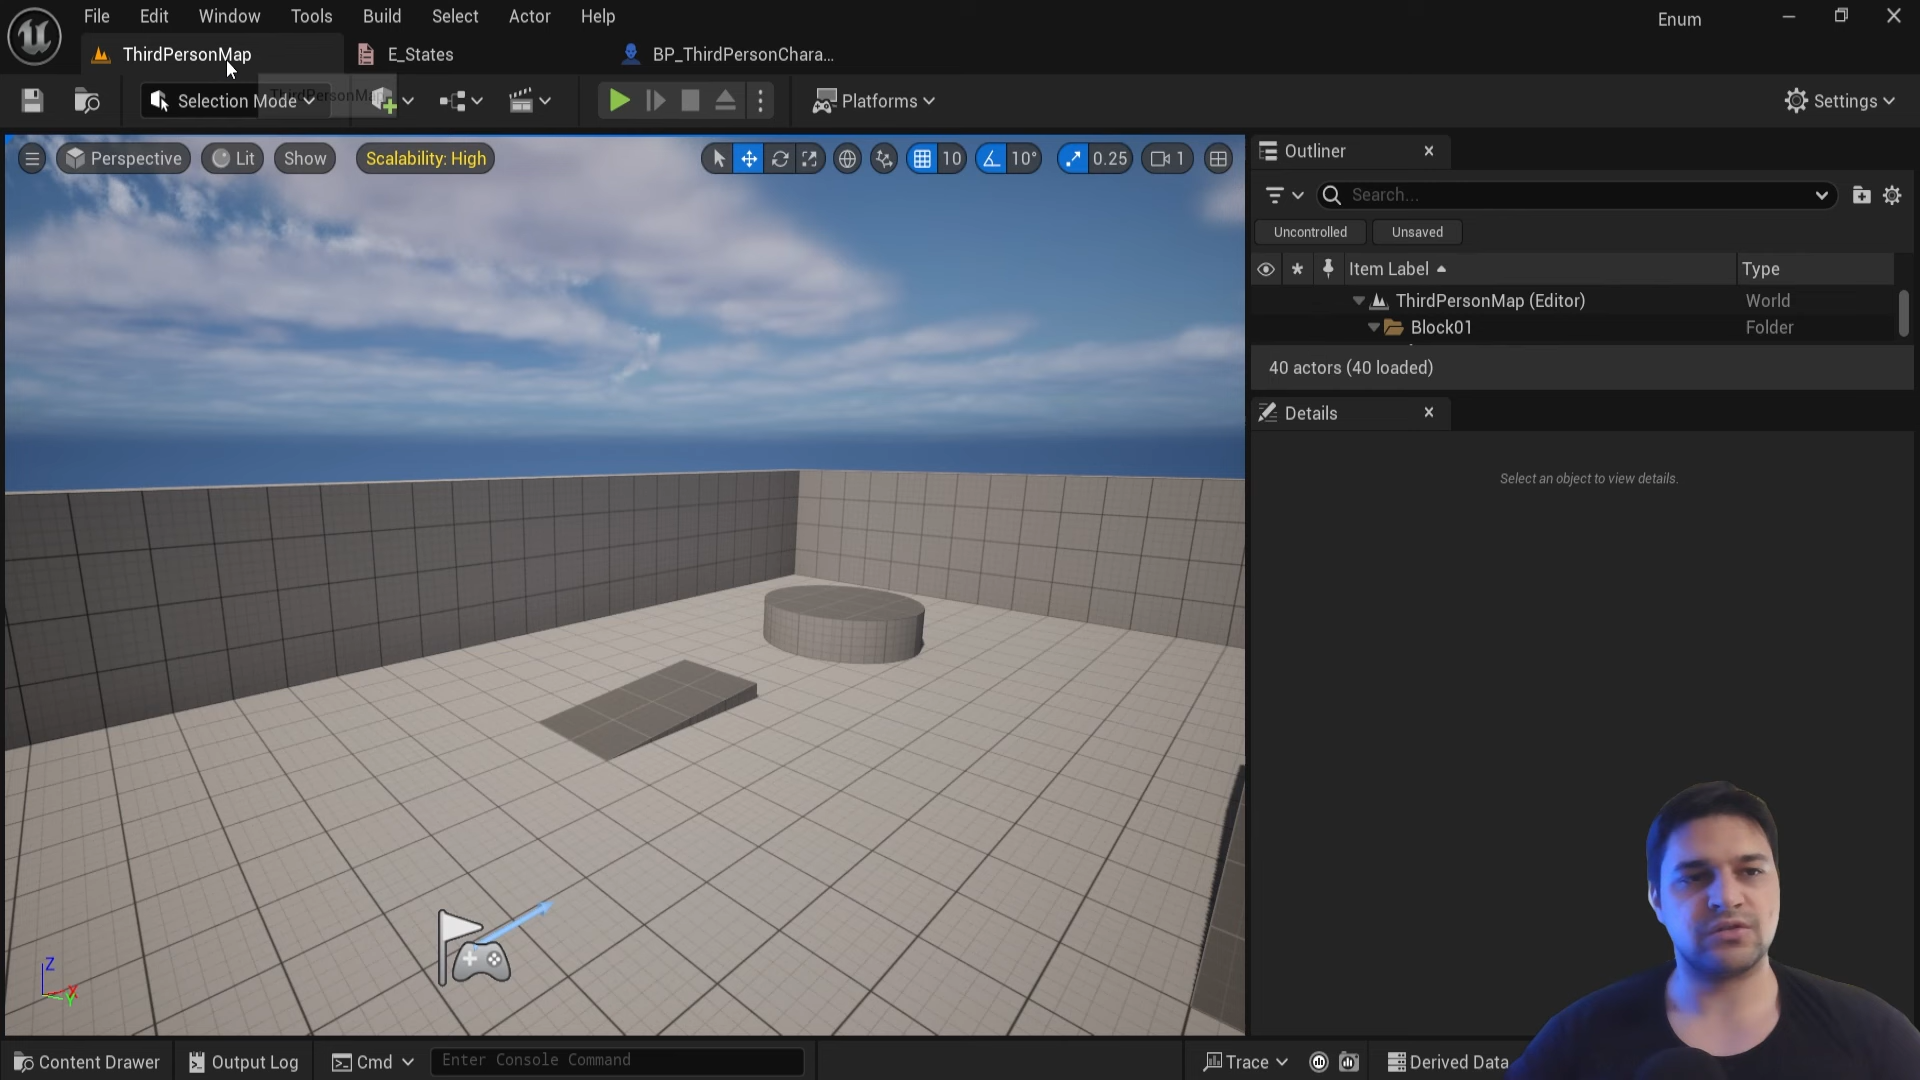 File Edit Window Tools Build Select Actor Help
Enum
ThirdPersonMap E_States BP_ThirdPersonChara...
Selection Mode ThirdPersonMa Platforms Settings
Perspective Lit Show Scalability: High 10 10° 0.25 1
Outliner
Search...
Uncontrolled Unsaved
Item Label Type
ThirdPersonMap (Editor) World
Block01 Folder
40 actors (40 loaded)
Details
Select an object to view details.
Z
X
Y
Content Drawer Output Log Cmd Enter Console Command Trace Derived Data